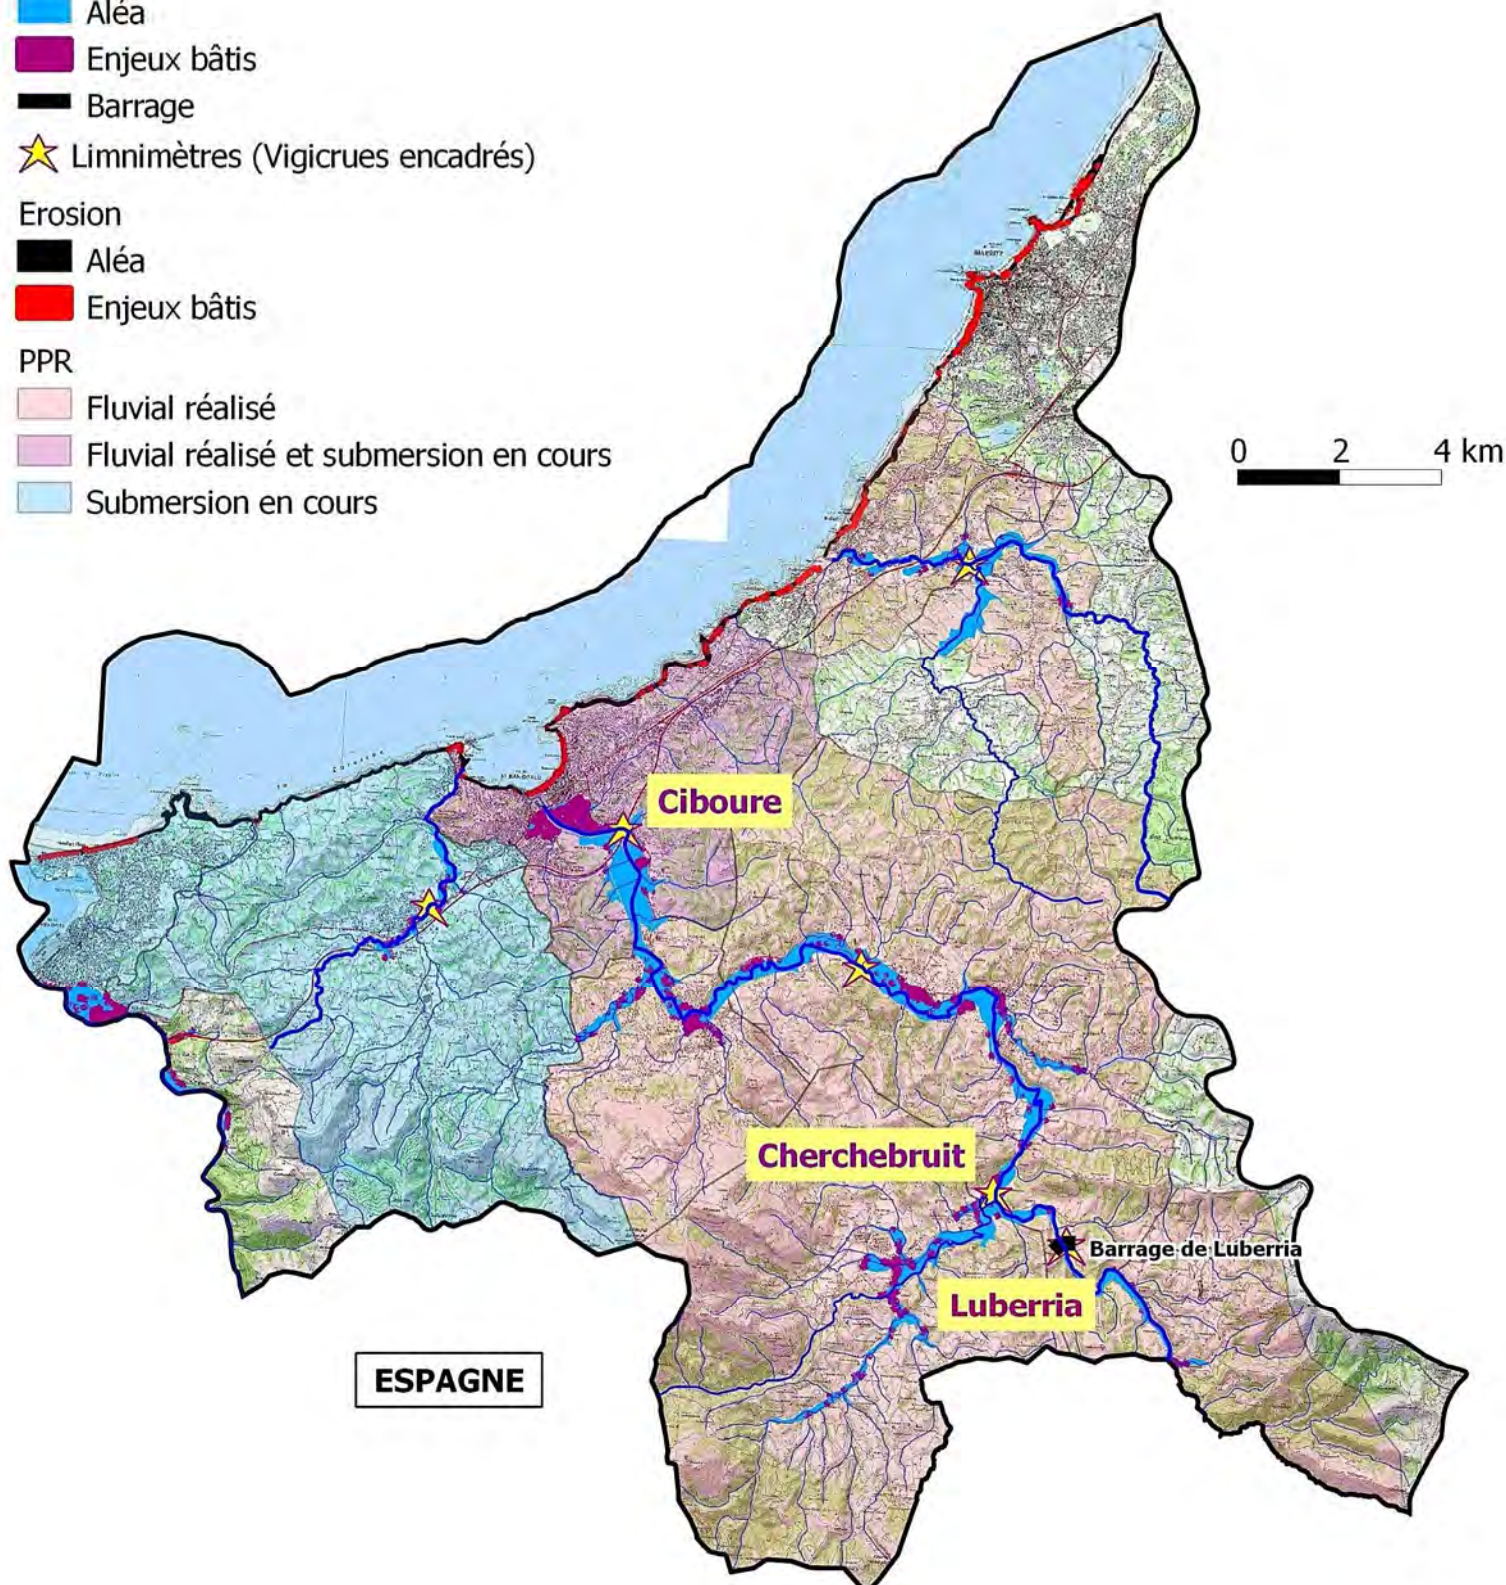 Aléa
Enjeux bâtis
Barrage
Limnimètres (Vigicrues encadrés)
Erosion
Aléa
Enjeux bâtis
PPR
Fluvial réalisé
Fluvial réalisé et submersion en cours
Submersion en cours
0 2 4 km
Ciboure
Cherchebruit
Barrage de Luberria
Luberria
ESPAGNE